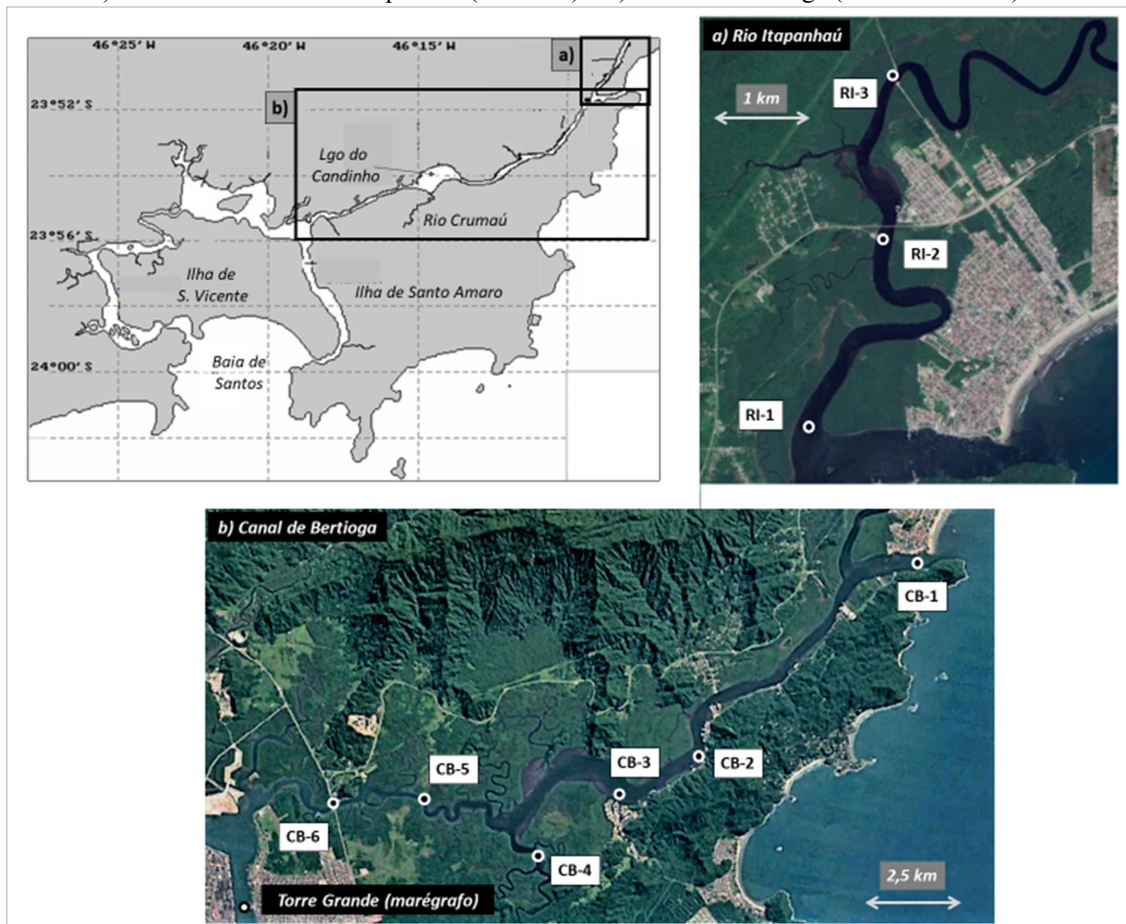 46°25' W
46°20' W
46°15' W
a)
23°52' S
b)
Lgo do
Candinho
Rio Crumaú
23°56' S
Ilha de
S. Vicente
Ilha de Santo Amaro
Baia de
Santos
24°00' S
a) Rio Itapanhaú
1 km
RI-3
RI-2
RI-1
b) Canal de Bertioga
CB-1
CB-2
CB-3
CB-5
CB-6
CB-4
2,5 km
Torre Grande (marégrafo)